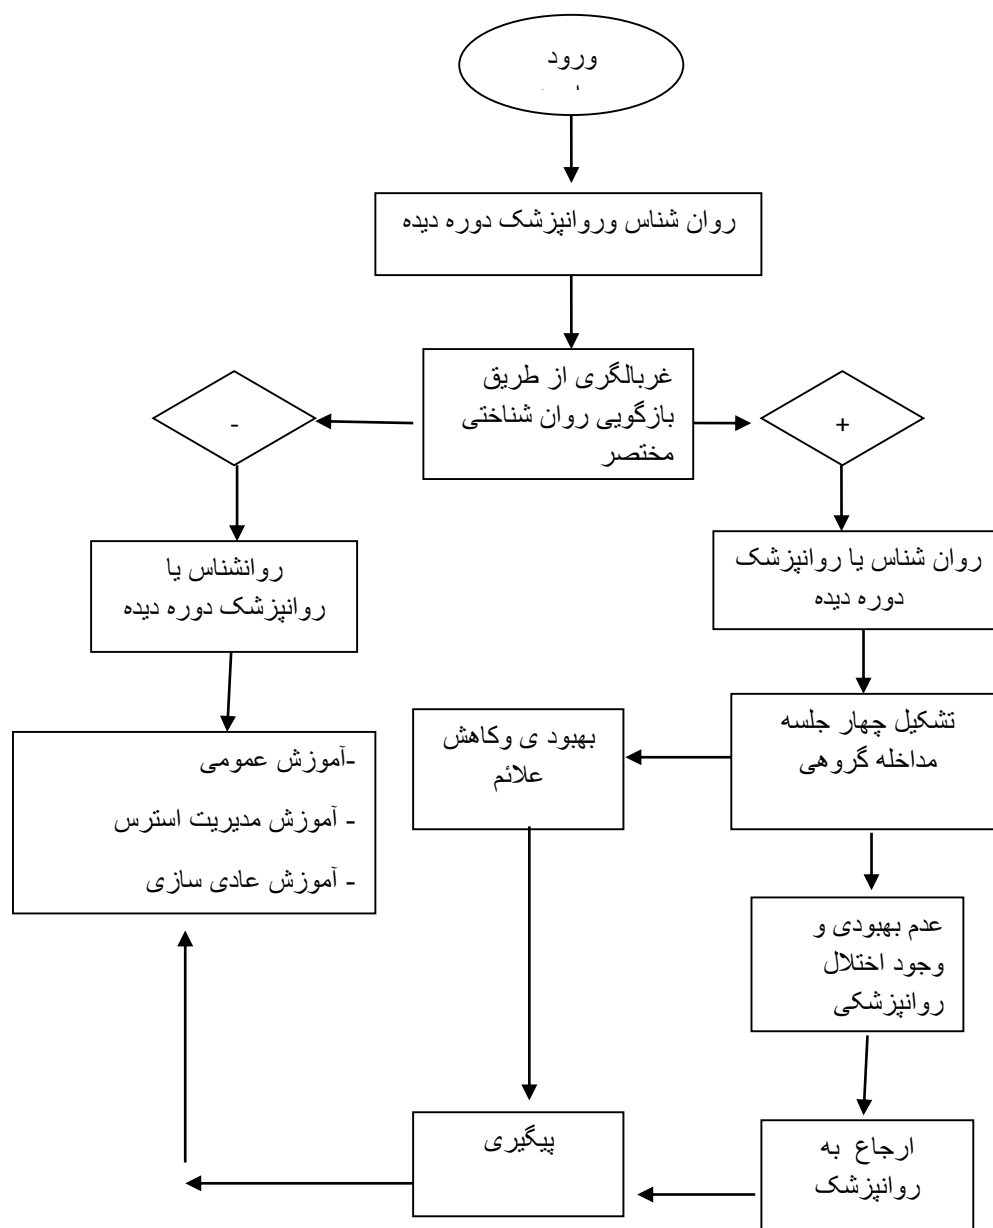 ورود
روان شناس وروانپزشک دوره دیده
غربالگری از طریق
بازگویی روان شناختی
مختصر
-
+
روانشناس یا
روانپزشک دوره دیده
روان شناس یا روانپزشک
دوره دیده
تشکیل چهار جلسه
مداخله گروهی
بهبود ی وکاهش
علائم
-آموزش عمومی
- آموزش مدیریت استرس
- آموزش عادی سازی
عدم بهبودی و
وجود اختلال
روانپزشکی
پیگیری
ارجاع به
روانپزشک